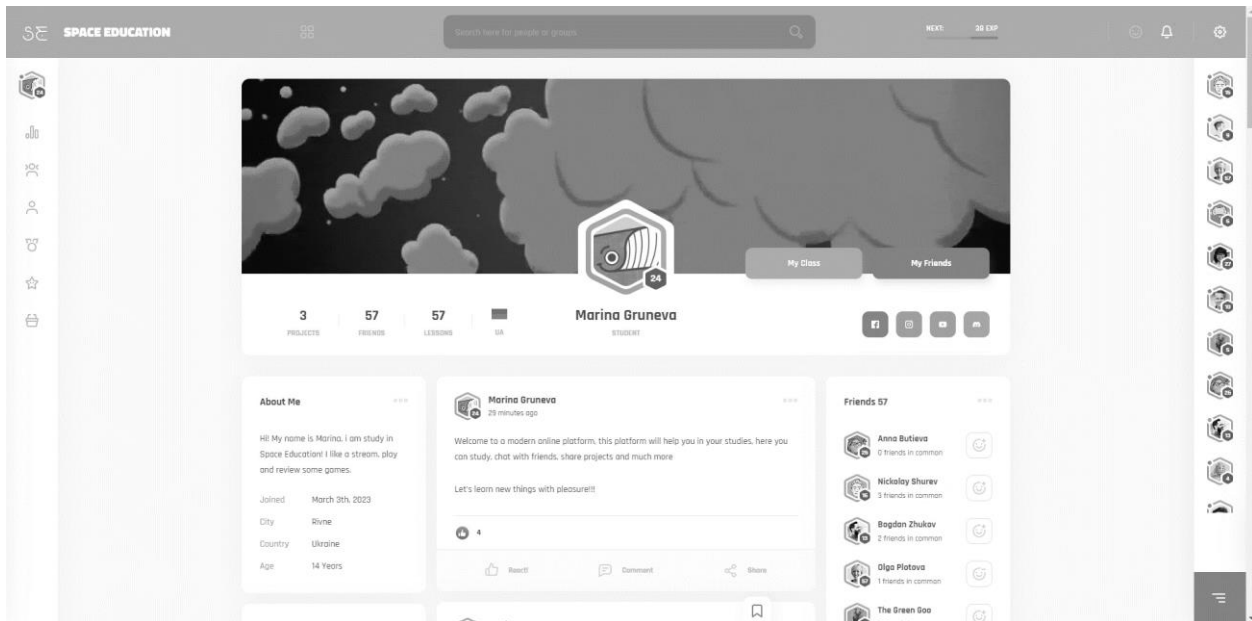 SE SPACE EDUCATION
Search here for people or groups
NEXT: 38 EXP
24
My Class
My Friends
24
3
PROJECTS
57
FRIENDS
57
LESSONS
UA
Marina Gruneva
STUDENT
About Me
Hi! My name is Marina, i am study in
Space Education! I like a stream, play
and review some games.
Joined March 3th, 2023
City Rivne
Country Ukraine
Age 14 Years
Marina Gruneva
29 minutes ago
Welcome to a modern online platform, this platform will help you in your studies, here you
can study, chat with friends, share projects and much more
Let's learn new things with pleasure!!!
4
React!
Comment
Share
Friends 57
Anna Butieva
0 friends in common
Nickolay Shurev
3 friends in common
Bogdan Zhukov
2 friends in common
Olga Plotova
1 friends in common
The Green Goo